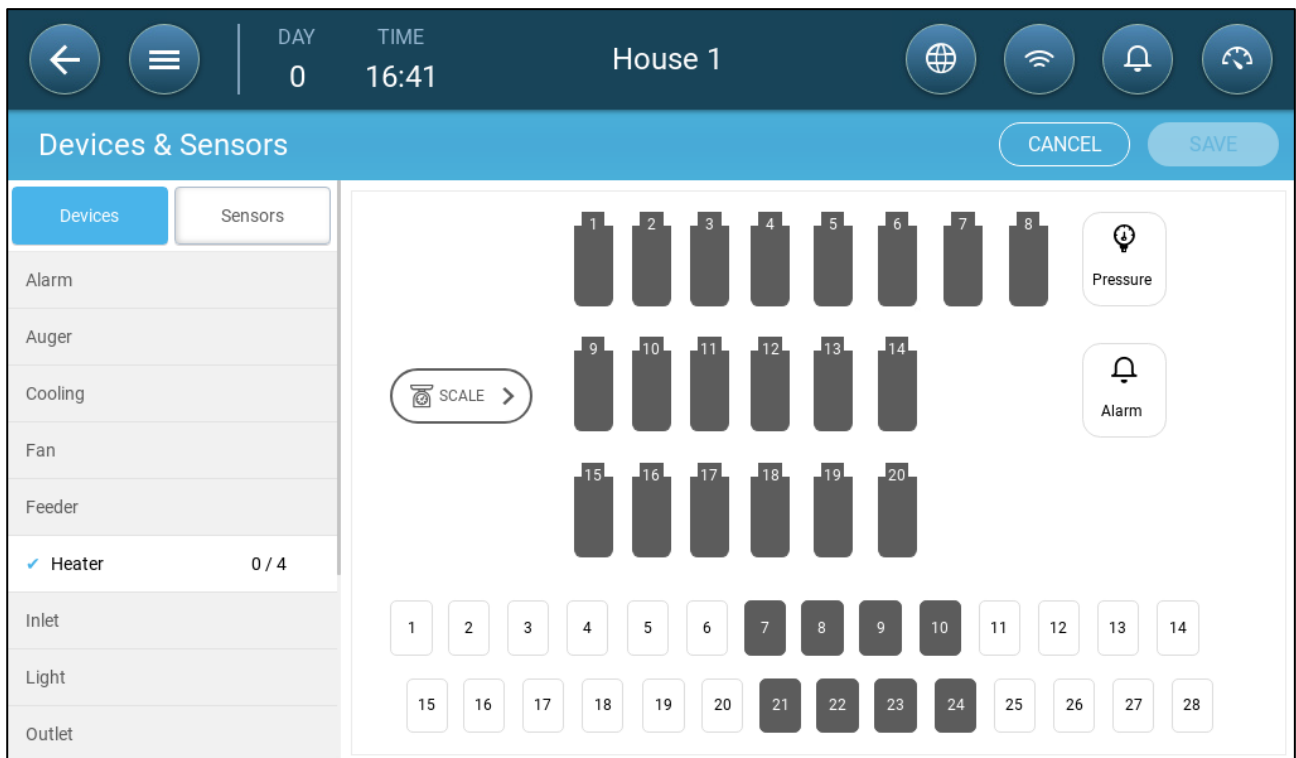 DAY TIME
0 16:41 House 1
Devices & Sensors CANCEL SAVE
Devices Sensors
Alarm
Auger
Cooling
Fan
Feeder
Heater 0 / 4
Inlet
Light
Outlet
1 2 3 4 5 6 7 8
Pressure
9 10 11 12 13 14
SCALE
Alarm
15 16 17 18 19 20
1 2 3 4 5 6 7 8 9 10 11 12 13 14
15 16 17 18 19 20 21 22 23 24 25 26 27 28